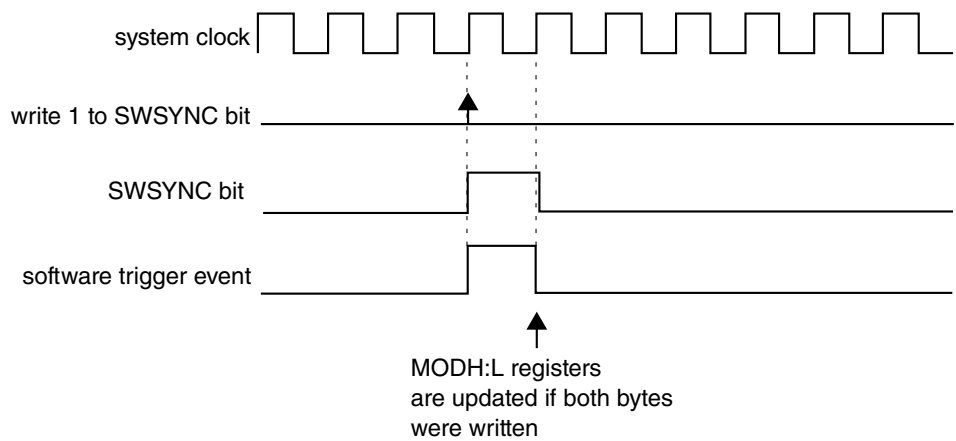 system clock
write 1 to SWSYNC bit
SWSYNC bit
software trigger event
MODH:L registers
are updated if both bytes
were written